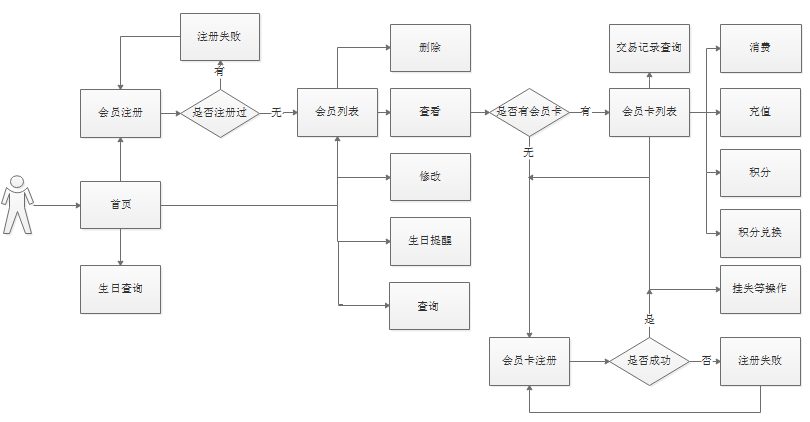 注册失败
有
会员注册
是否注册过
无
会员列表
首页
生日查询
删除
查看
修改
生日提醒
查询
是否有会员卡
有
无
交易记录查询
会员卡列表
消费
充值
积分
积分兑换
挂失等操作
是
会员卡注册
是否成功
否
注册失败